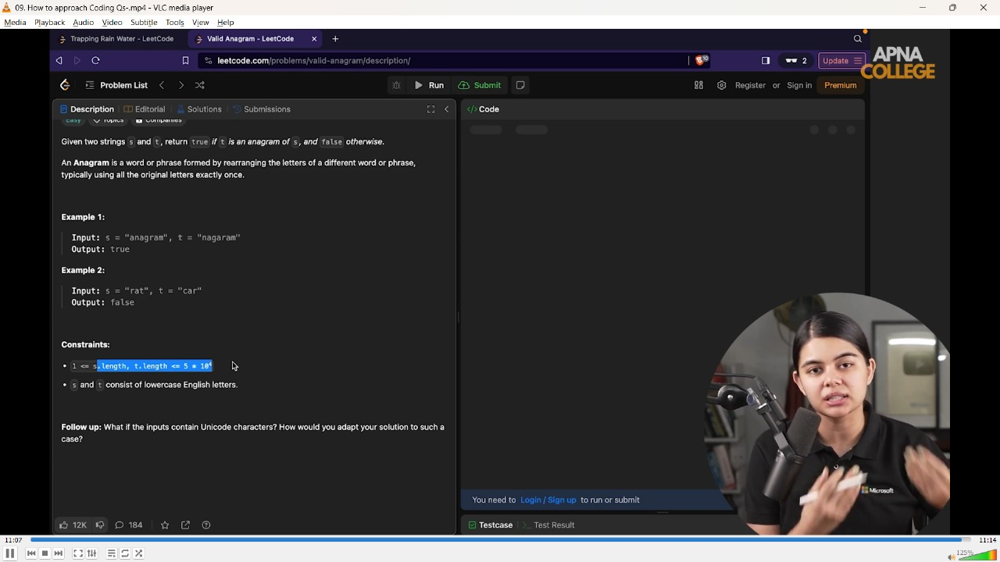 09. How to approach Coding Qs-.mp4 - VLC media player
Media Playback Audio Video Subtitle Tools View Help
Trapping Rain Water - LeetCode
Valid Anagram - LeetCode
leetcode.com/problems/valid-anagram/description/
10
2
Update
APNA
COLLEGE
Problem List
Run
Submit
Register or Sign in
Premium
Description
Editorial
Solutions
Submissions
</> Code
Easy Topics Companies
Given two strings s and t, return true if t is an anagram of s, and false otherwise.
An Anagram is a word or phrase formed by rearranging the letters of a different word or phrase,
typically using all the original letters exactly once.
Example 1:
Input: s = "anagram", t = "nagaram"
Output: true
Example 2:
Input: s = "rat", t = "car"
Output: false
Constraints:
• 1 <= s.length, t.length <= 5 * 10⁴
• s and t consist of lowercase English letters.
Follow up: What if the inputs contain Unicode characters? How would you adapt your solution to such a
case?
Microsoft
You need to Login / Sign up to run or submit
12K
184
Testcase
Test Result
11:07
11:14
125%